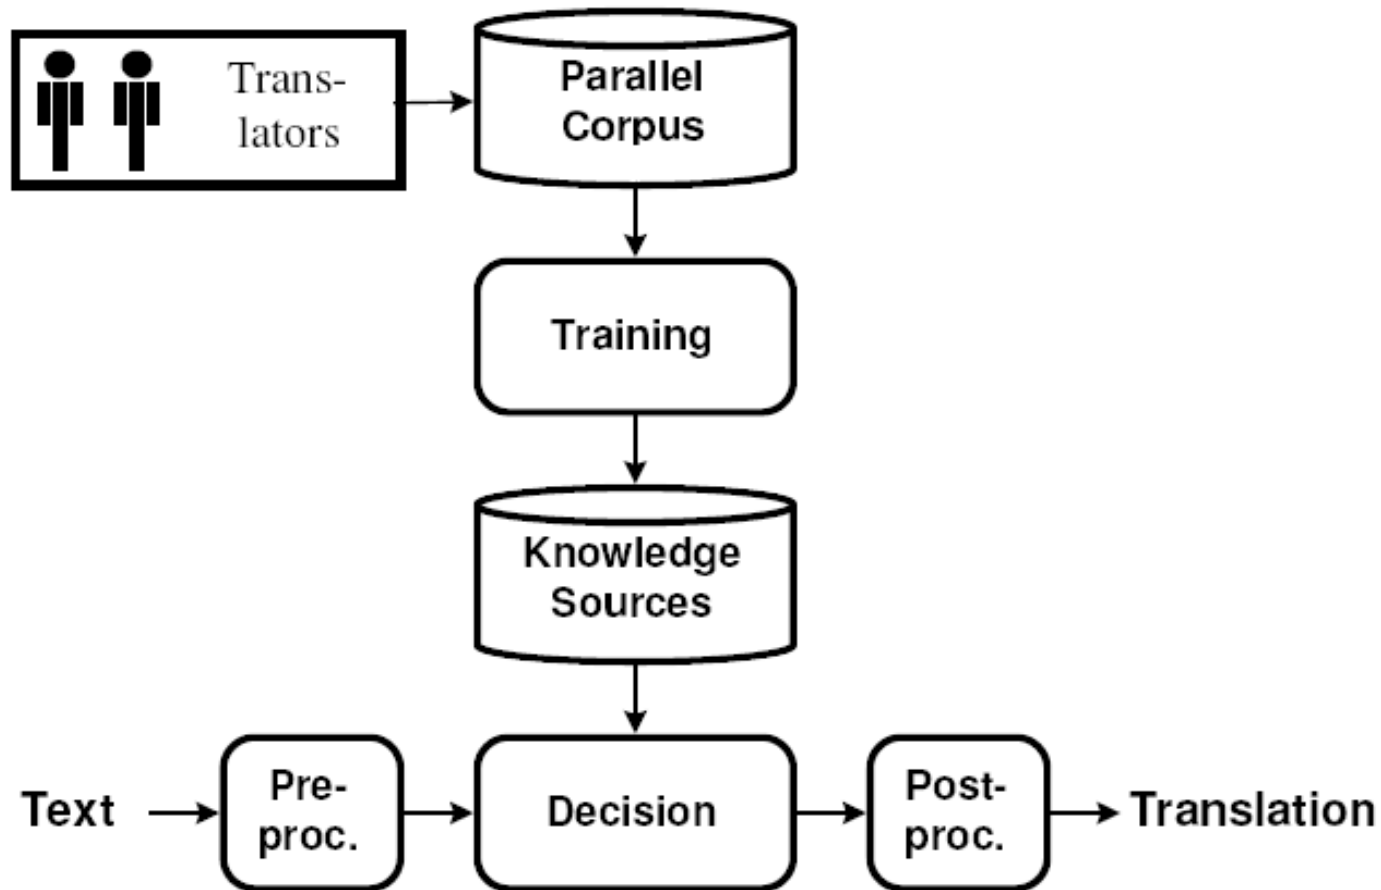 Trans-
lators
Parallel
Corpus
Training
Knowledge
Sources
Text
Pre-
proc.
Decision
Post-
proc.
Translation